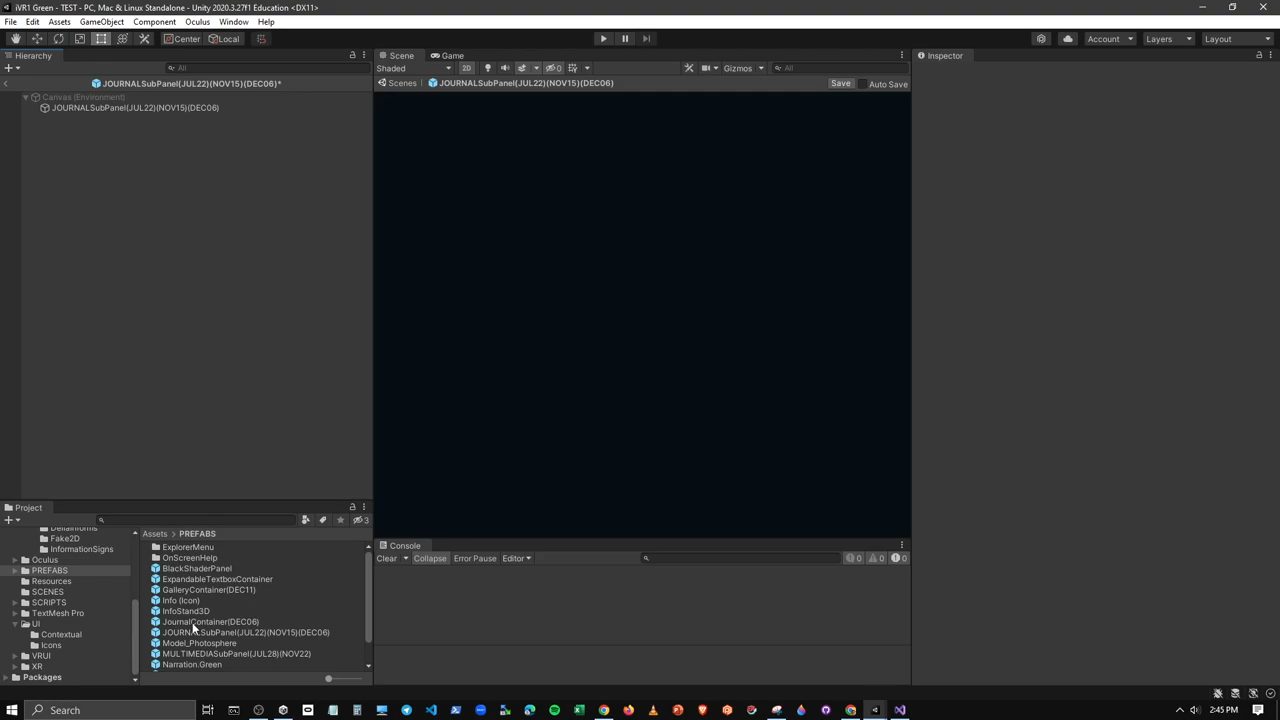 iVR1 Green - TEST - PC, Mac & Linux Standalone - Unity 2020.3.27f1 Education <DX11>
File Edit Assets GameObject Component Oculus Window Help
Center Local Account Layers Layout
Hierarchy Scene Game Inspector
All Shaded 2D 0 Gizmos All
JOURNALSubPanel(JUL22)(NOV15)(DEC06)* Scenes JOURNALSubPanel(JUL22)(NOV15)(DEC06) Save Auto Save
Canvas (Environment)
JOURNALSubPanel(JUL22)(NOV15)(DEC06)
Project
3
Fake2D
InformationSigns
Oculus
PREFABS
Resources
SCENES
SCRIPTS
TextMesh Pro
UI
Contextual
Icons
VRUI
XR
Packages
Assets > PREFABS
ExplorerMenu
OnScreenHelp
BlackShaderPanel
ExpandableTextboxContainer
GalleryContainer(DEC11)
Info (Icon)
InfoStand3D
JournalContainer(DEC06)
JOURNALSubPanel(JUL22)(NOV15)(DEC06)
Model_Photosphere
MULTIMEDIASubPanel(JUL28)(NOV22)
Narration.Green
Console
Clear Collapse Error Pause Editor 0 0 0
Search 2:45 PM